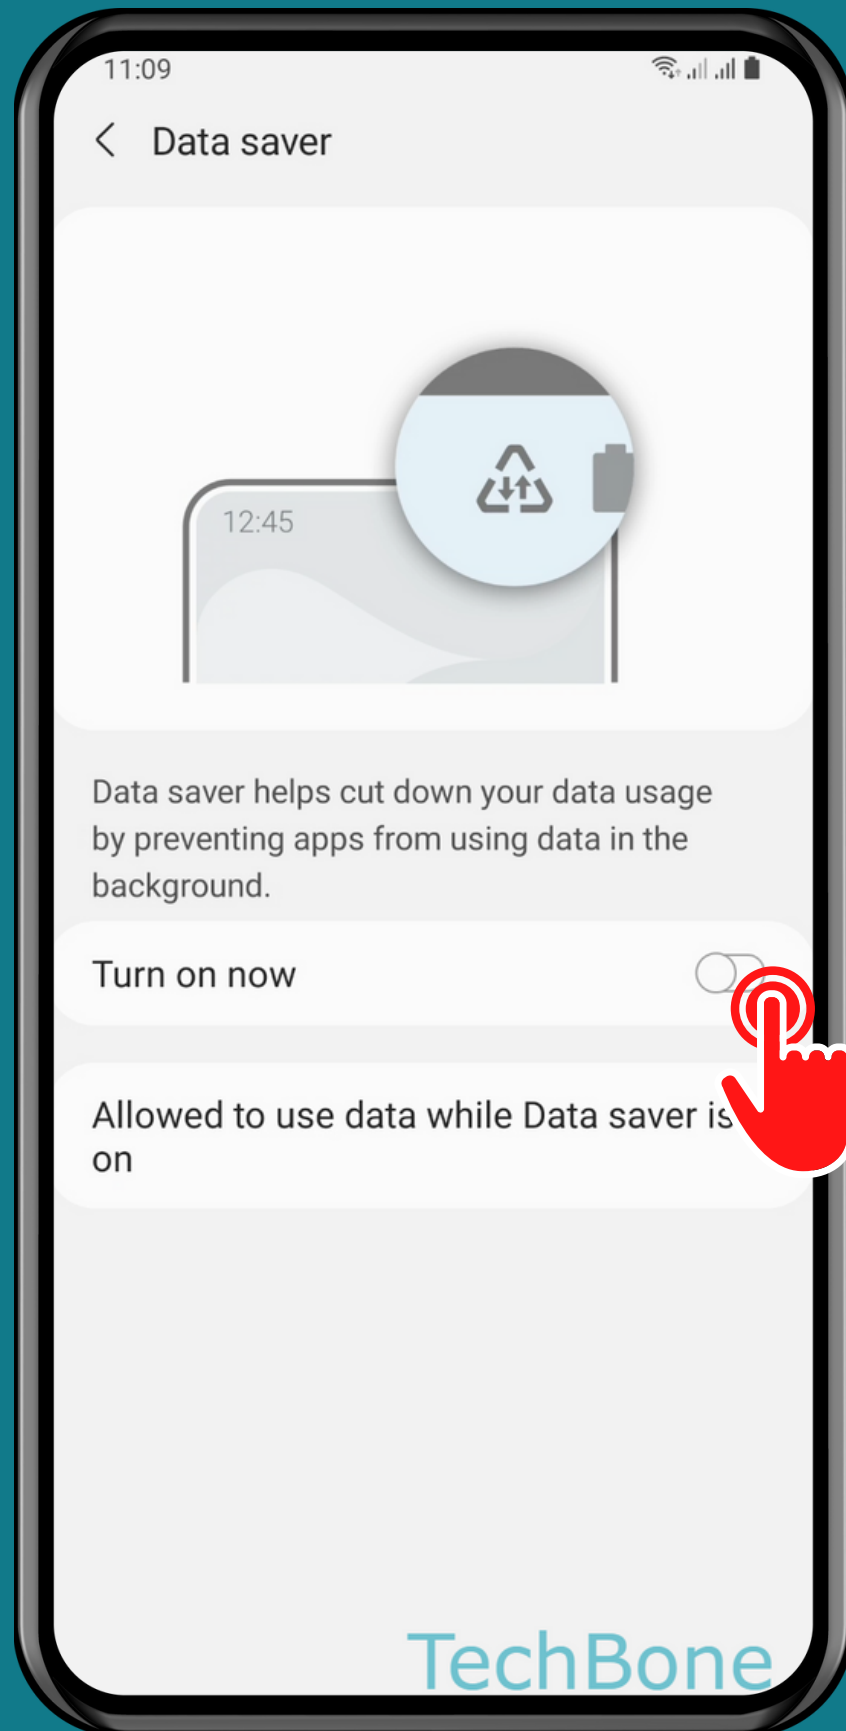 11:09
Data saver
12:45
Data saver helps cut down your data usage
by preventing apps from using data in the
background.
Turn on now
Allowed to use data while Data saver is
on
TechBone